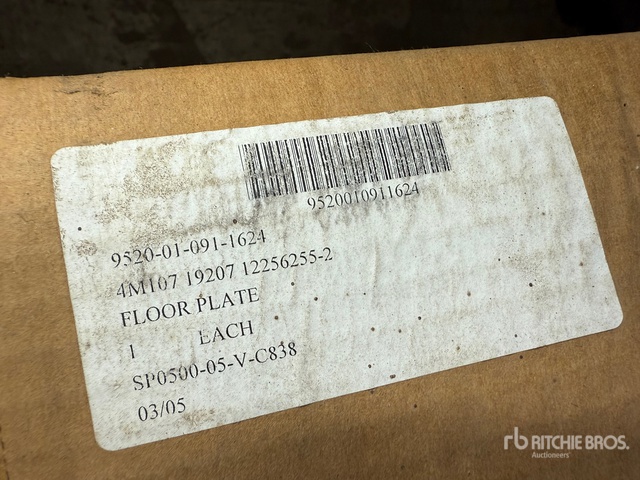 9520010911624
9520-01-091-1624
4M107 19207 12256255-2
FLOOR PLATE
1 EACH
SP0500-05-V-C838
03/05
rb RITCHIE BROS.
Auctioneers